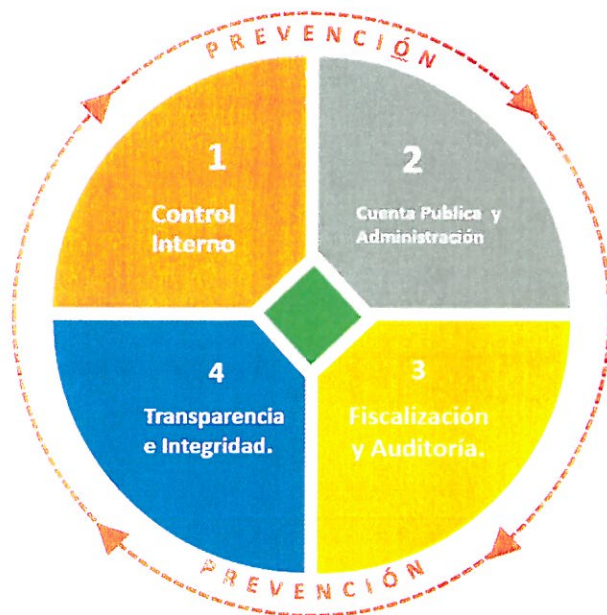 PREVENCIÓN
1
Control
Interno
2
Cuenta Publica y
Administración
4
Transparencia
e Integridad.
3
Fiscalización
y Auditoría.
PREVENCIÓN